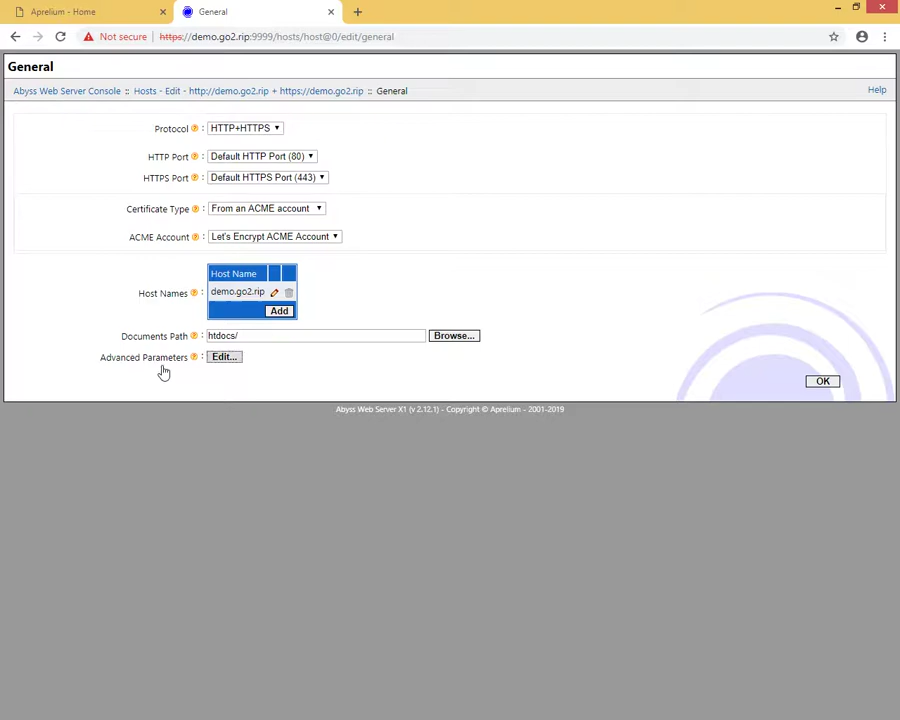 Aprelium - Home
General
Not secure | https://demo.go2.rip:9999/hosts/host@0/edit/general
General
Abyss Web Server Console :: Hosts - Edit - http://demo.go2.rip + https://demo.go2.rip :: General
Help
Protocol : HTTP+HTTPS
HTTP Port : Default HTTP Port (80)
HTTPS Port : Default HTTPS Port (443)
Certificate Type : From an ACME account
ACME Account : Let's Encrypt ACME Account
Host Name
Host Names : demo.go2.rip
Add
Documents Path : htdocs/ Browse...
Advanced Parameters : Edit...
OK
Abyss Web Server X1 (v 2.12.1) - Copyright © Aprelium - 2001-2019